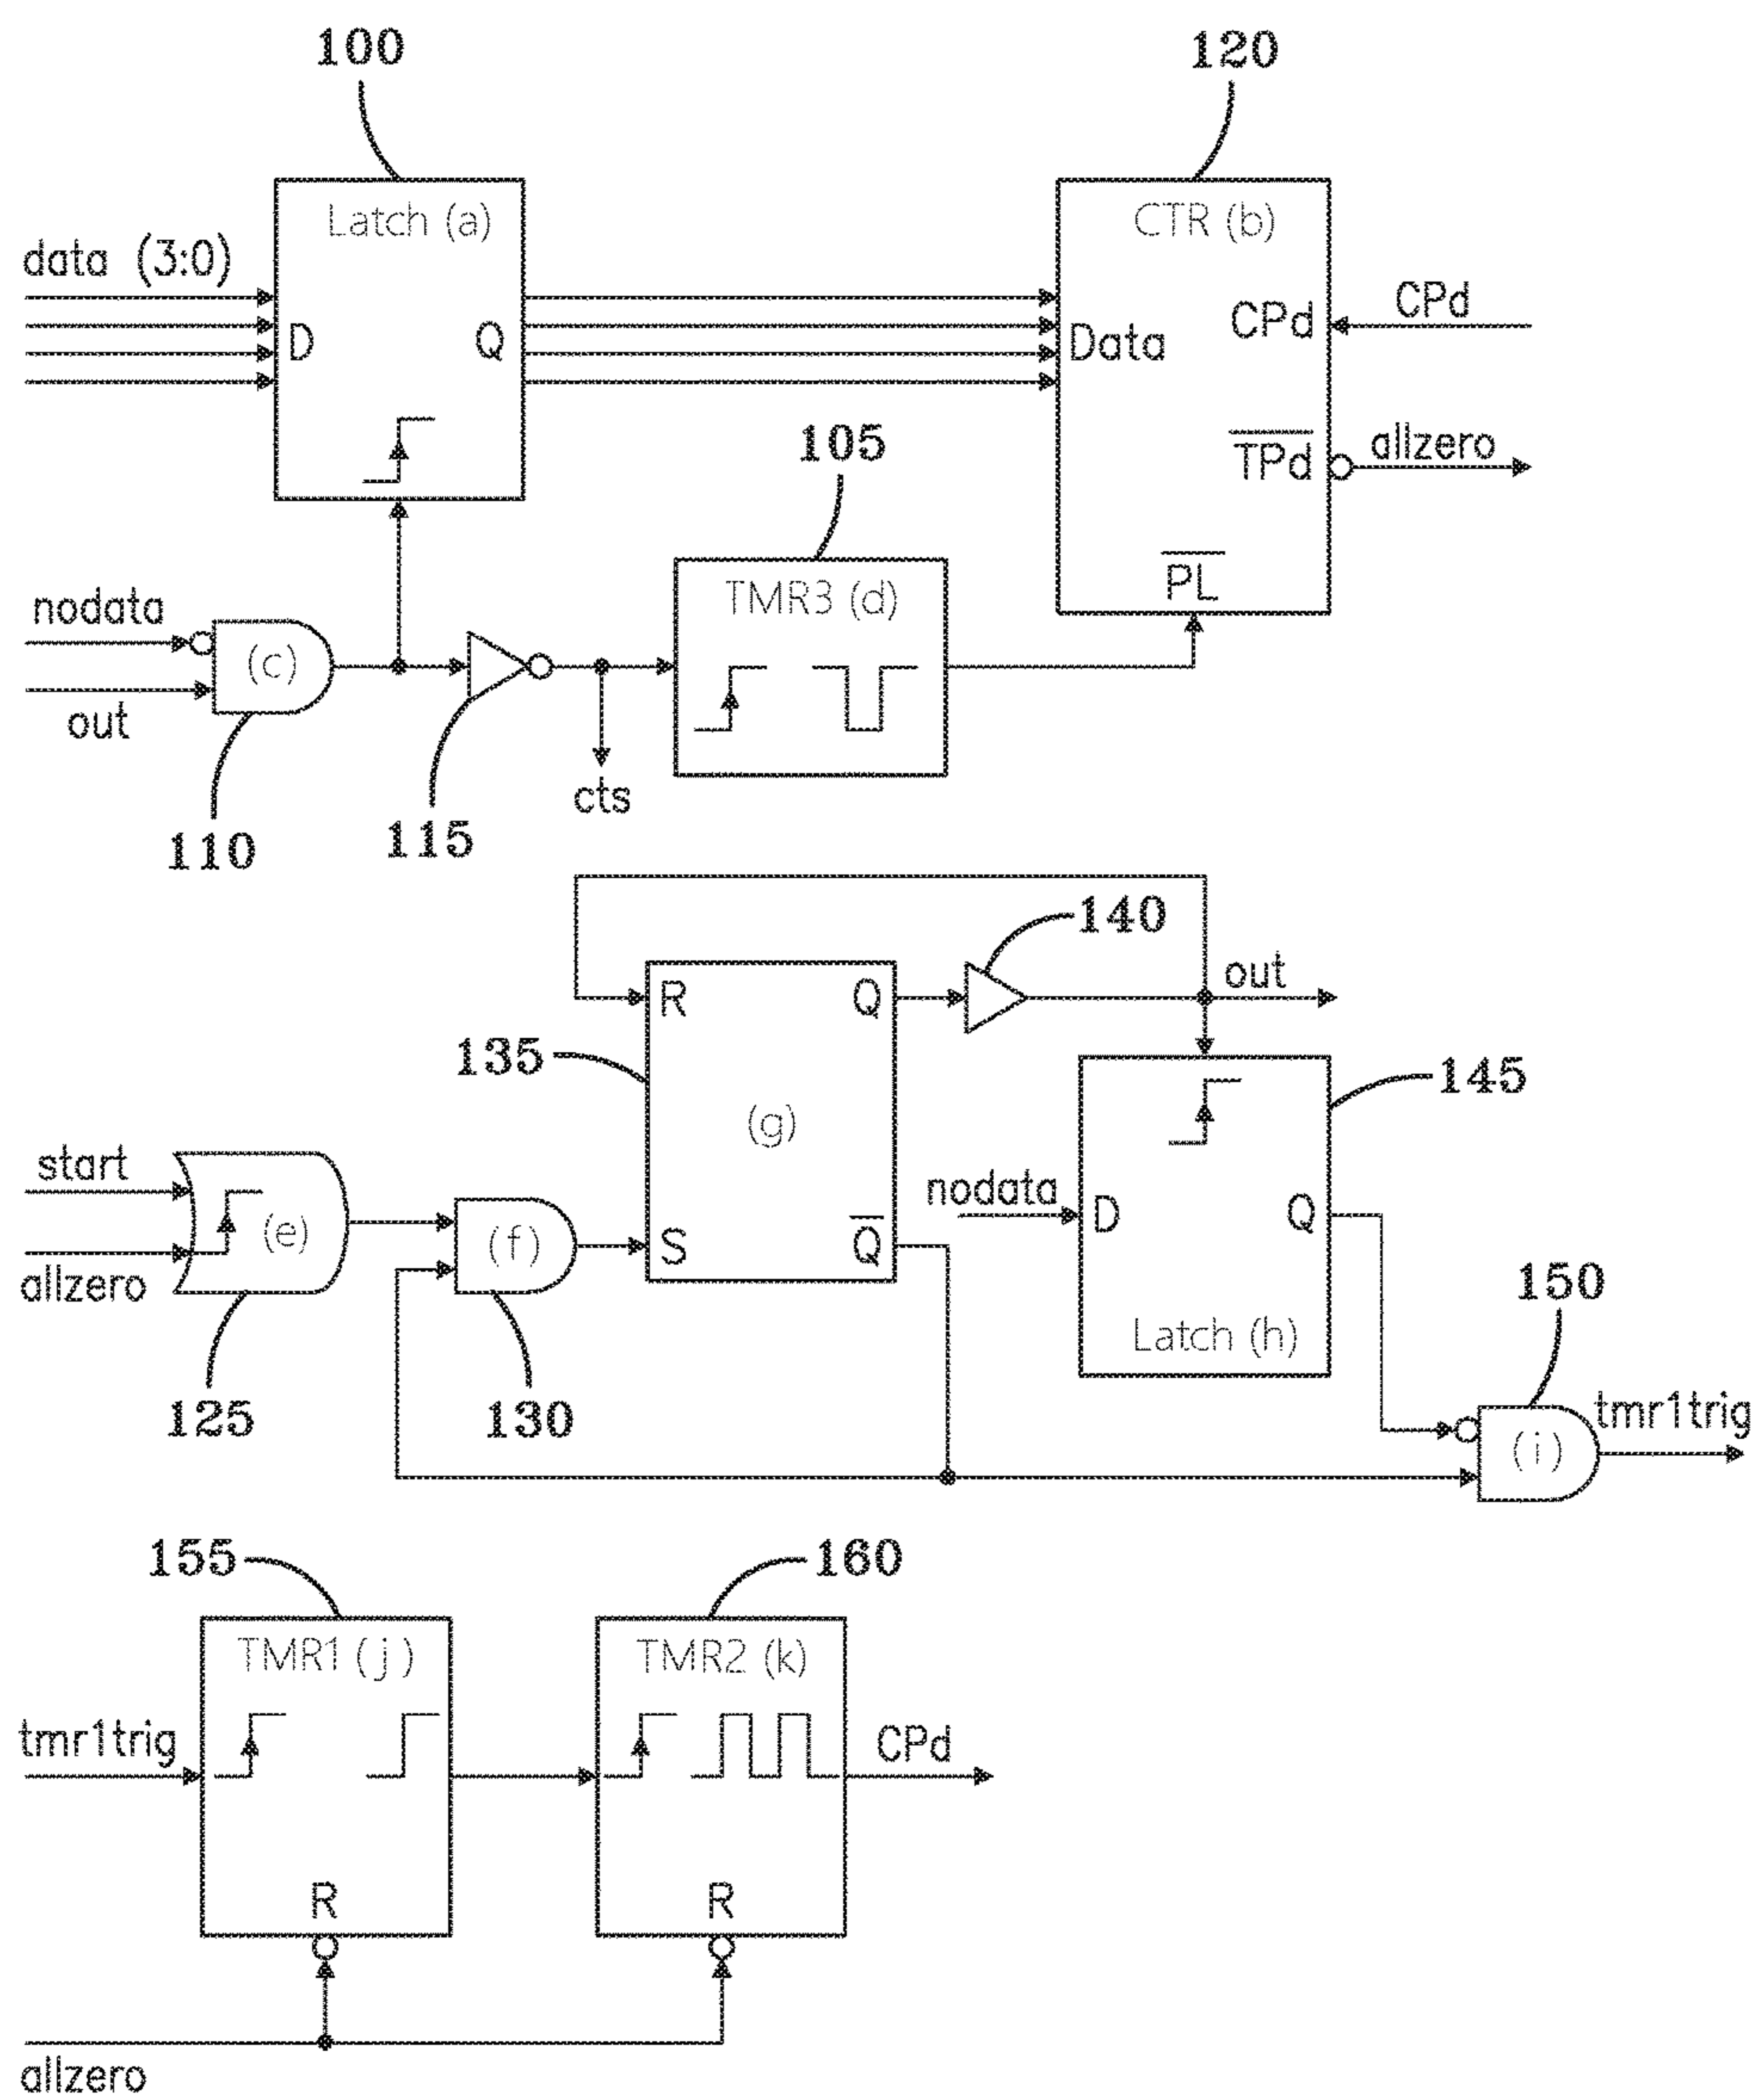 100
120
Latch (a)
CTR (b)
data (3:0)
CPd
CPd
D
Q
Data
105
TPd
allzero
PL
TMR3 (d)
nodata
(c)
out
cts
110
115
140
out
R
Q
135
145
(g)
start
(e)
nodata
D
Q
(f)
S
Q
allzero
150
Latch (h)
125
130
tmr1trig
(i)
155
160
TMR1 (j)
TMR2 (k)
tmr1trig
CPd
R
R
allzero